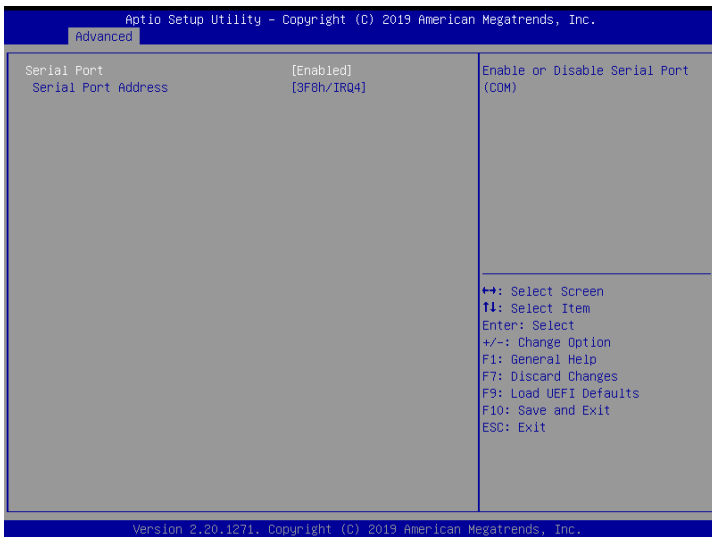 Aptio Setup Utility – Copyright (C) 2019 American Megatrends, Inc.
Advanced
Serial Port [Enabled]
Serial Port Address [3F8h/IRQ4]
Enable or Disable Serial Port
(COM)
↔: Select Screen
↑↓: Select Item
Enter: Select
+/-: Change Option
F1: General Help
F7: Discard Changes
F9: Load UEFI Defaults
F10: Save and Exit
ESC: Exit
Version 2.20.1271. Copyright (C) 2019 American Megatrends, Inc.